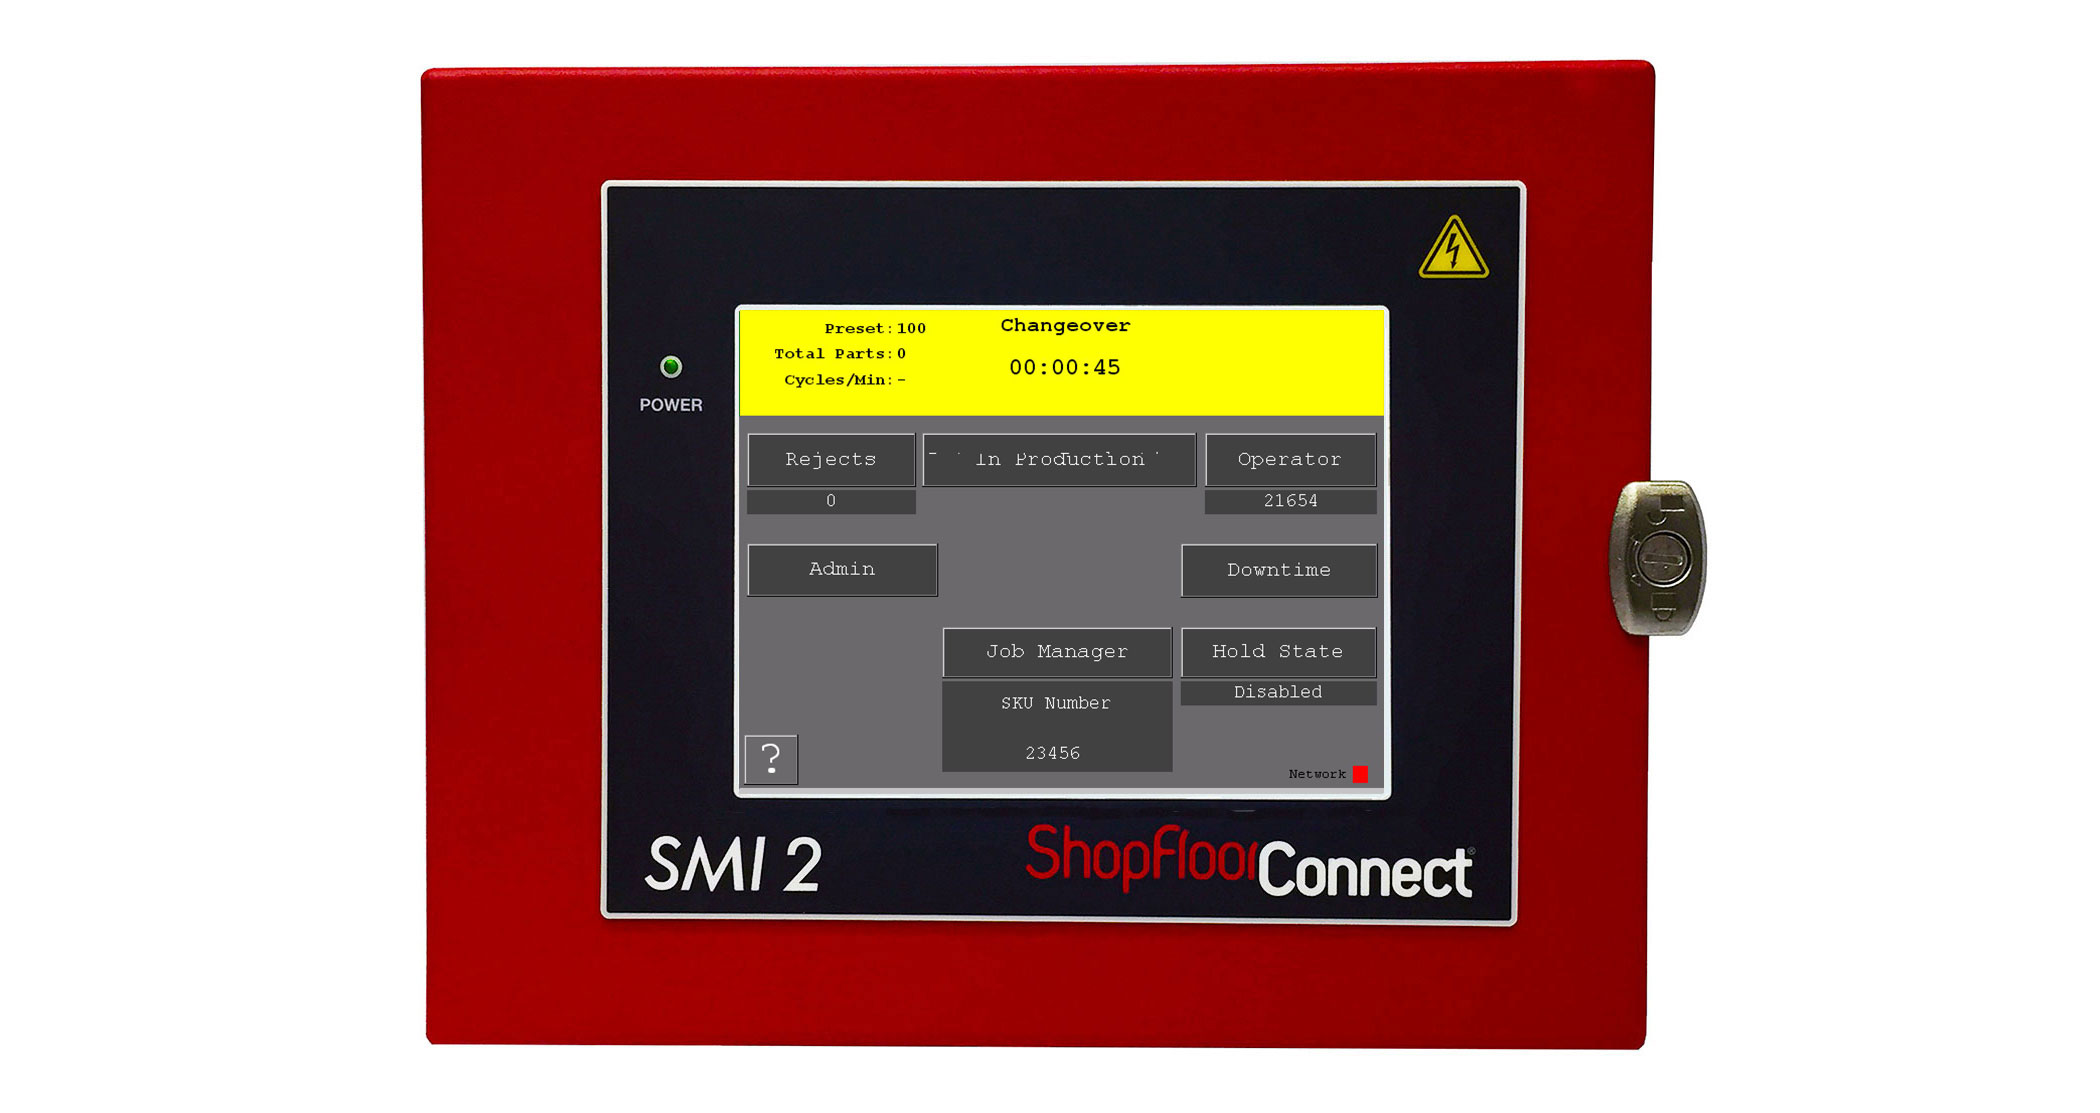 Preset:100
Changeover
Total Parts:0
00:00:45
Cycles/Min:-
POWER
Rejects
In Production
Operator
0
21654
Admin
Downtime
Job Manager
Hold State
SKU Number
Disabled
23456
?
Network
SMI 2
ShopFloorConnect®